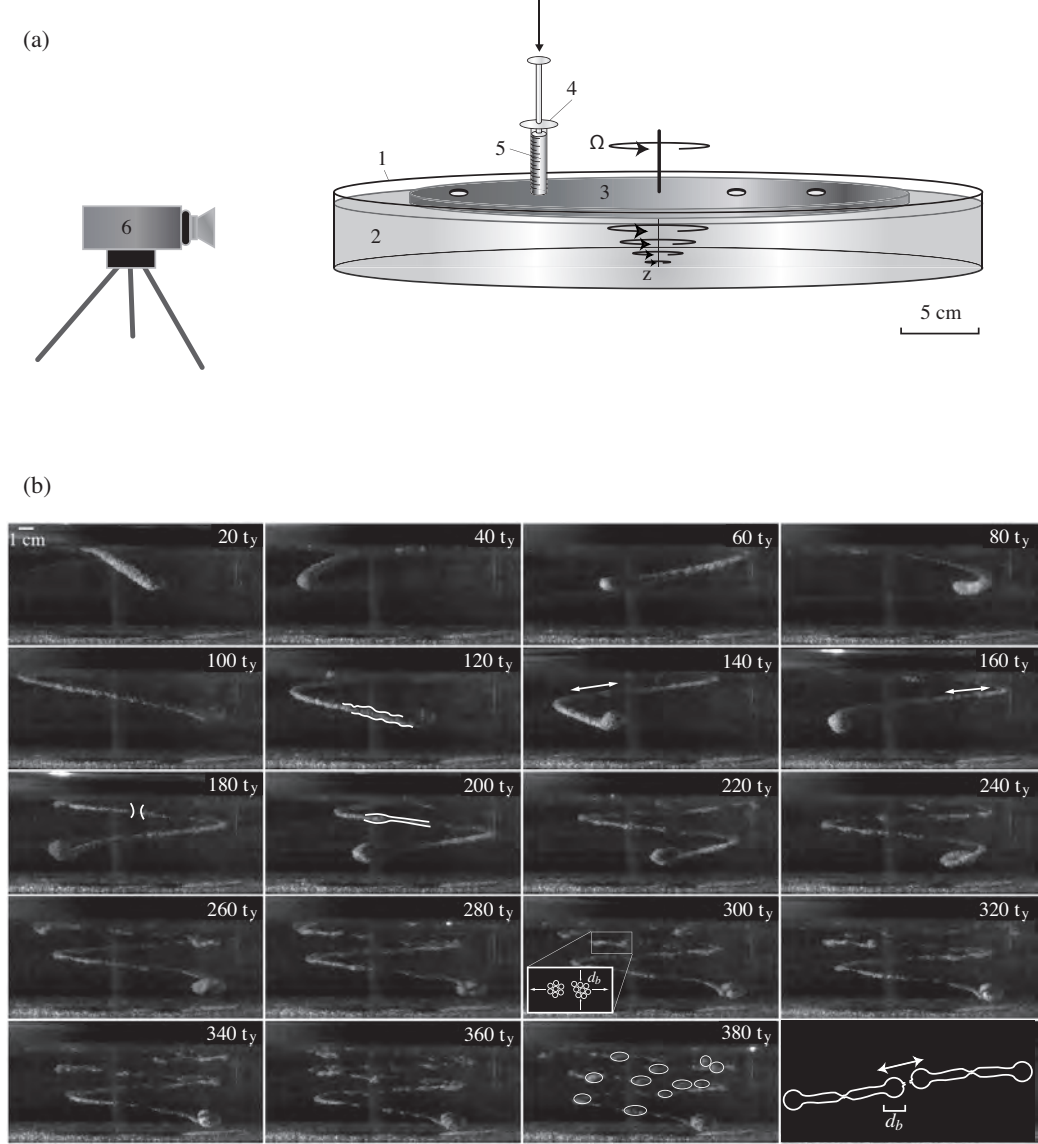 (a)
4
5
Ω
1
3
6
2
z
5 cm
(b)
1 cm
20 t_y
40 t_y
60 t_y
80 t_y
100 t_y
120 t_y
140 t_y
160 t_y
180 t_y
200 t_y
220 t_y
240 t_y
260 t_y
280 t_y
300 t_y
320 t_y
d_b
340 t_y
360 t_y
380 t_y
d_b